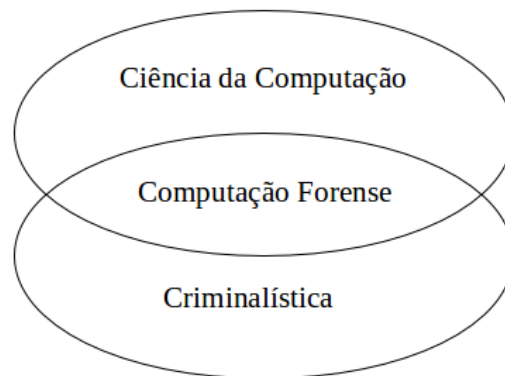 Ciência da Computação
Computação Forense
Criminalística